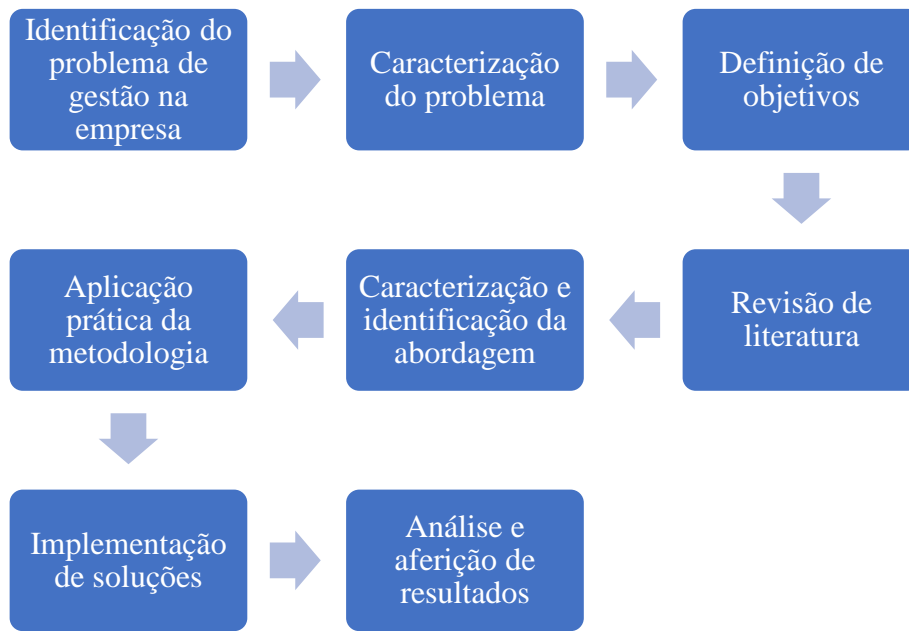 Identificação do
problema de
gestão na
empresa
Caracterização
do problema
Definição de
objetivos
Revisão de
literatura
Caracterização e
identificação da
abordagem
Aplicação
prática da
metodologia
Implementação
de soluções
Análise e
aferição de
resultados